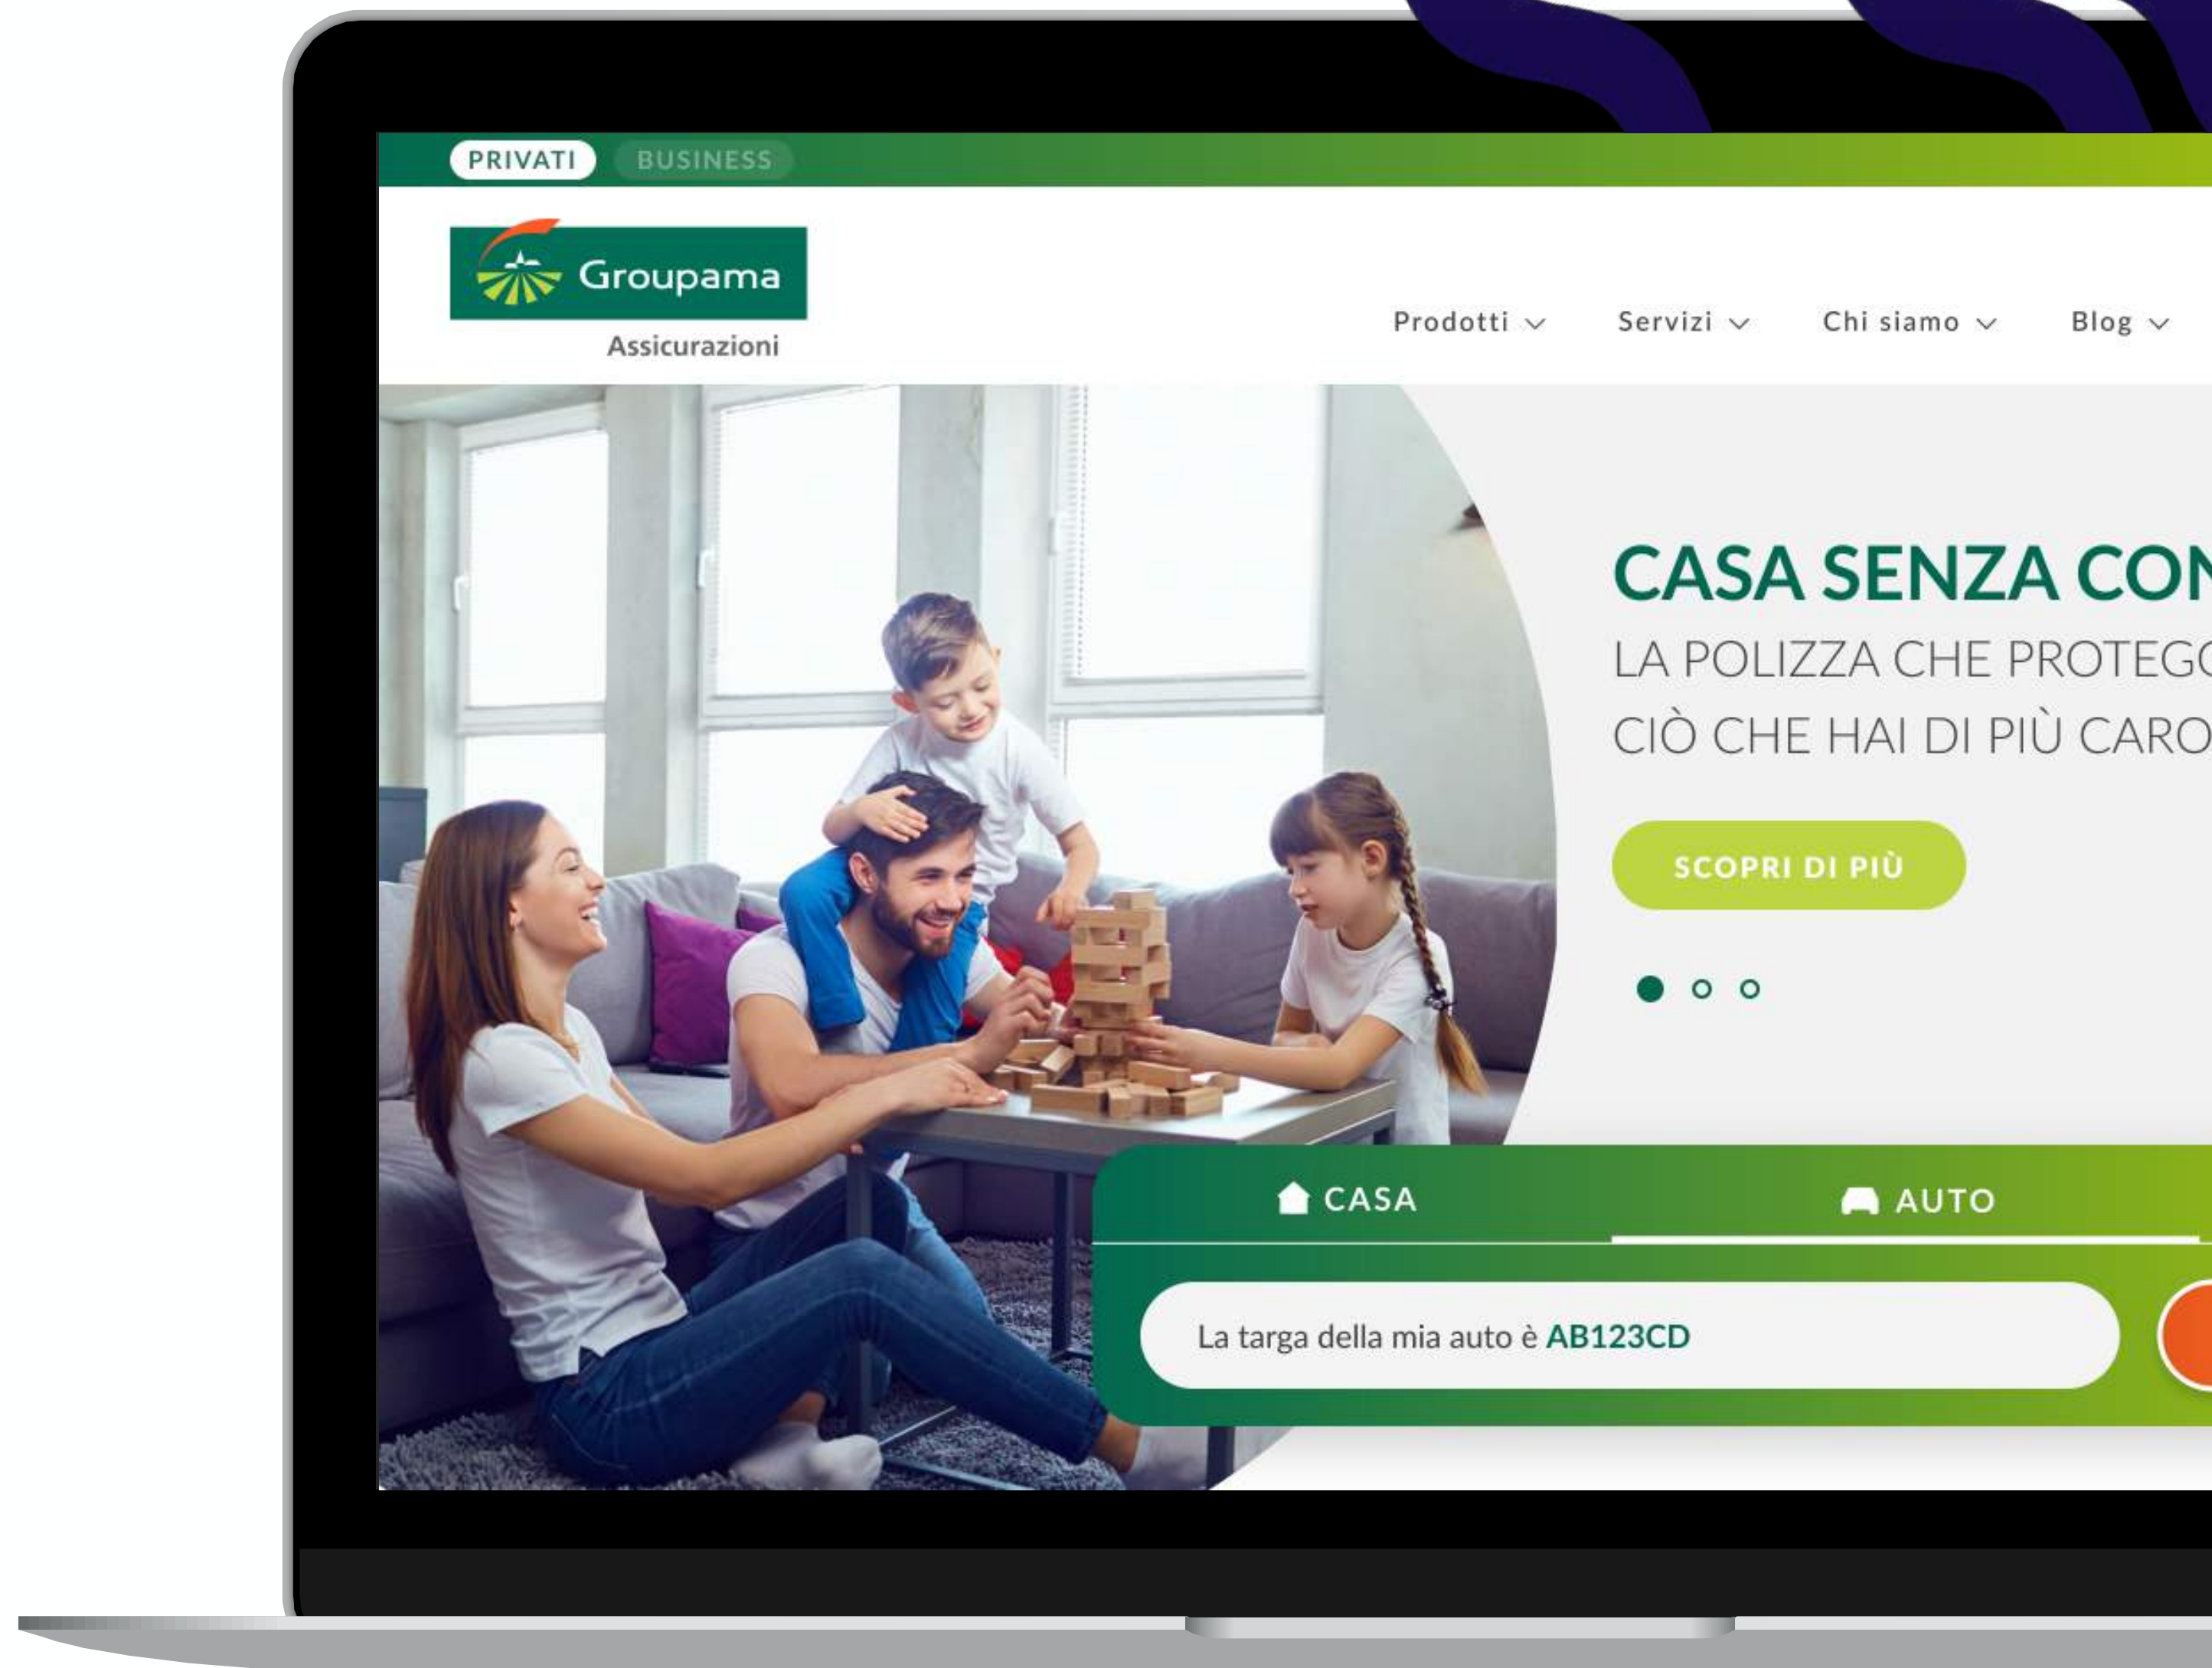 PRIVATI BUSINESS
Groupama
Assicurazioni
Prodotti Servizi Chi siamo Blog
CASA SENZA CON
LA POLIZZA CHE PROTEGG
CIÒ CHE HAI DI PIÙ CARO
SCOPRI DI PIÙ
CASA AUTO
La targa della mia auto è AB123CD